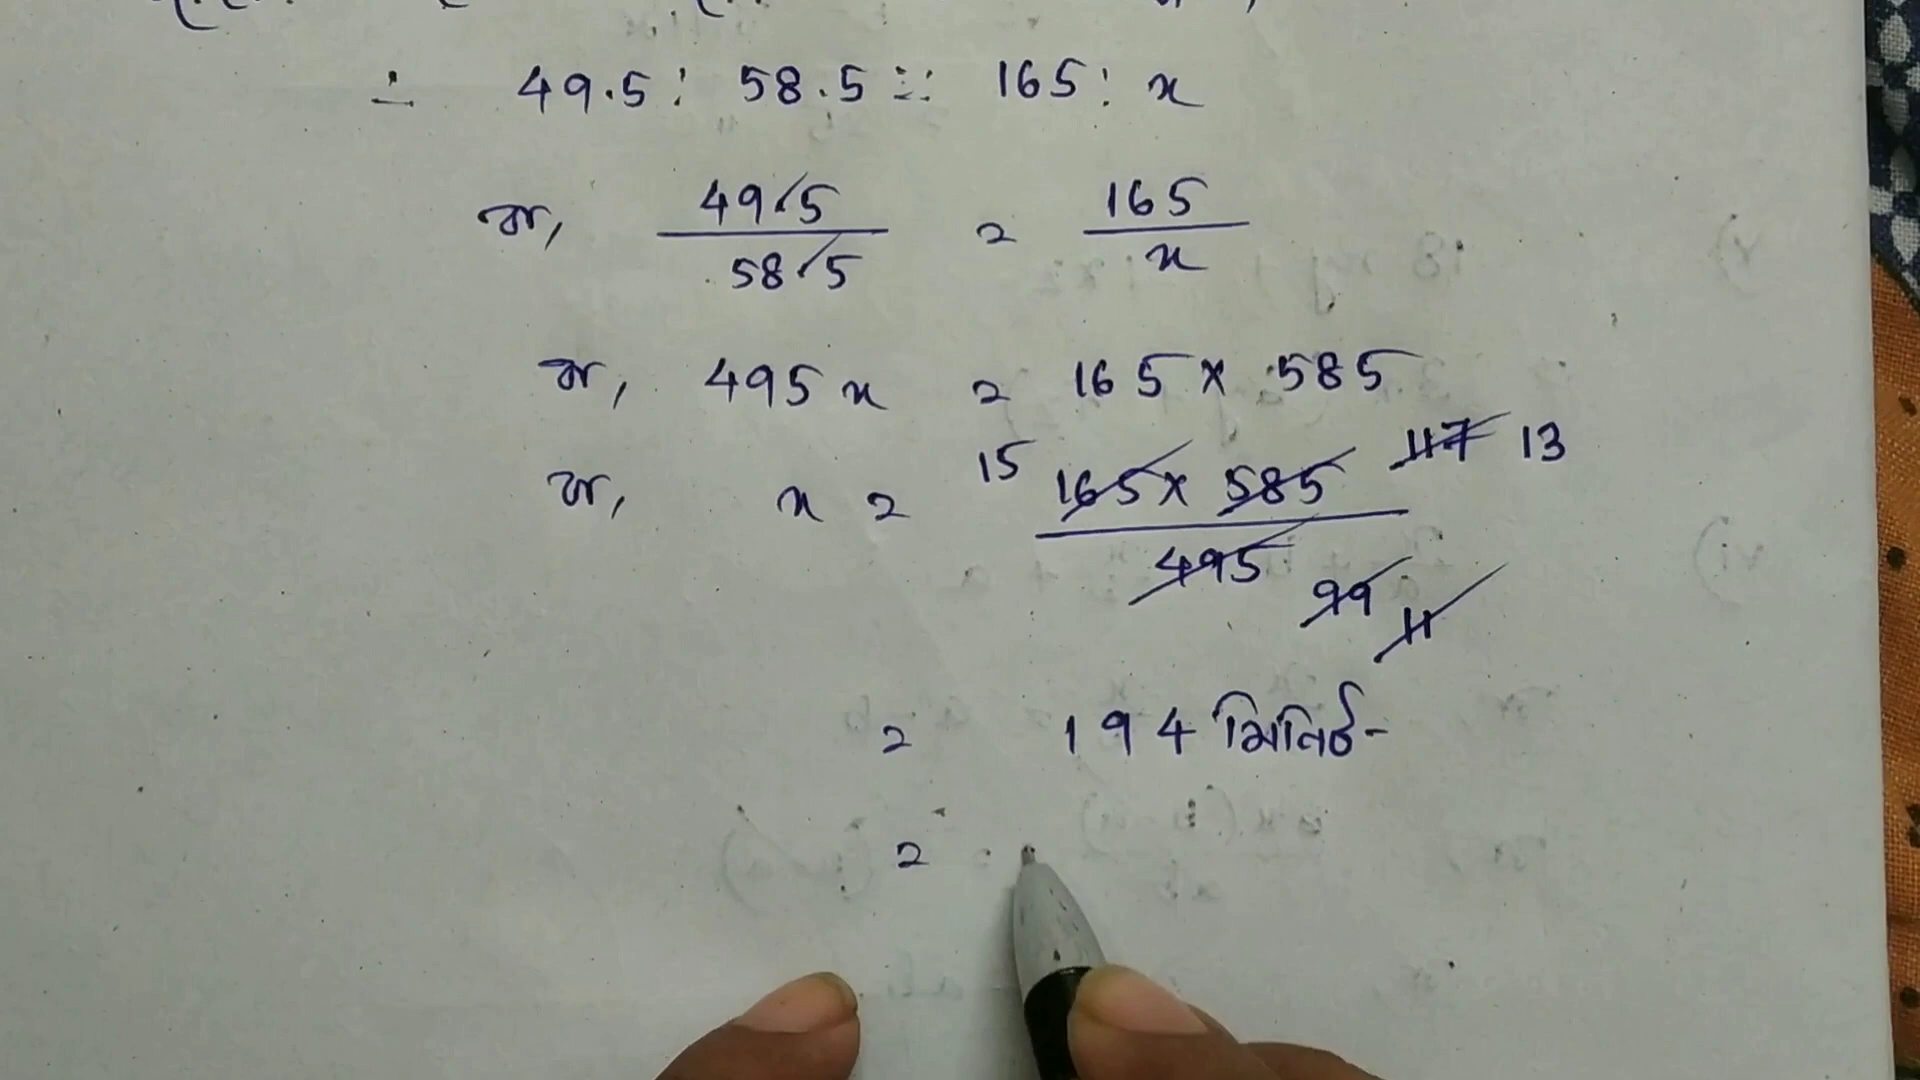 ∴ 49.5 : 58.5 :: 165 : x
বা, 49.5/58.5 = 165/x
বা, 495x = 165 × 585
বা, x = 15 165 × 585 117 13 / 495 99 11
= 194 মিনিট
=